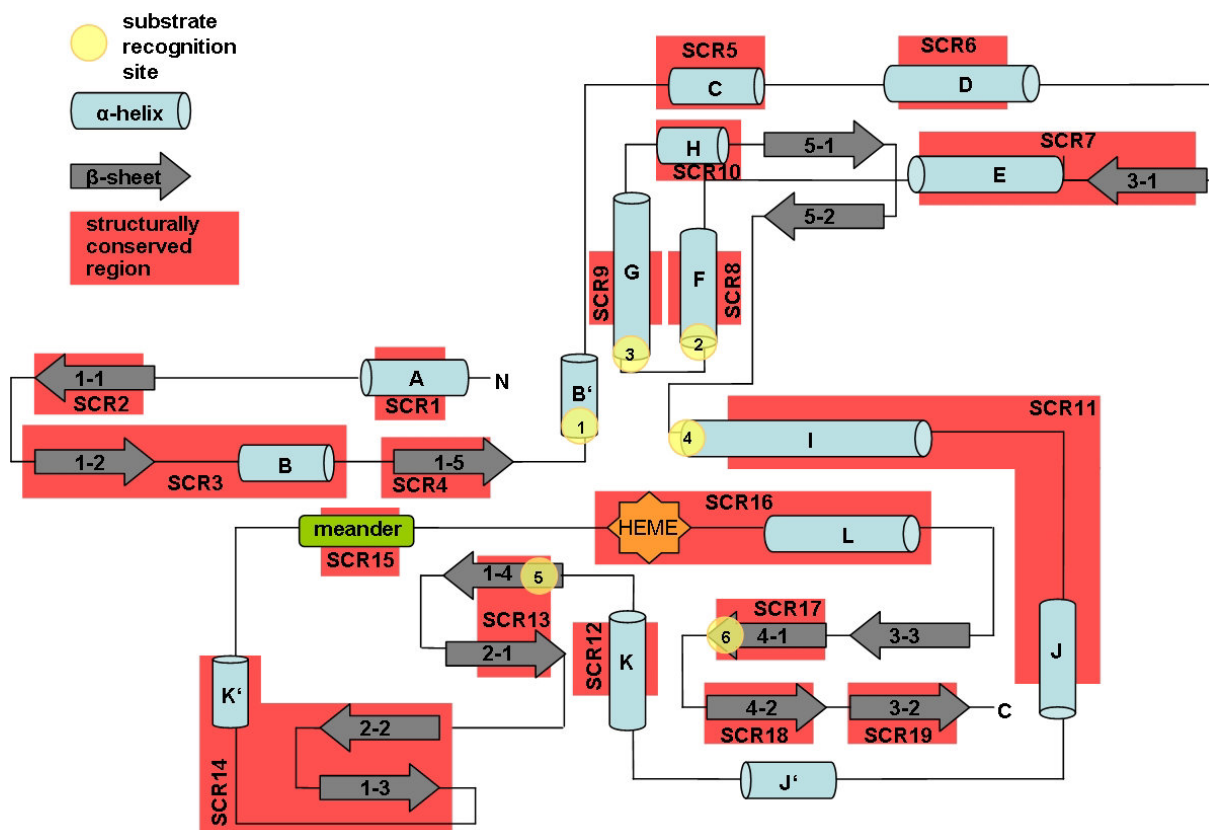 substrate
recognition
site
α-helix
β-sheet
structurally
conserved
region
SCR5
SCR6
C
D
H
SCR10
5-1
SCR7
E
3-1
5-2
G
F
SCR9
SCR8
3
2
1-1
SCR2
A
N
SCR1
B‘
1
4
I
SCR11
1-2
B
1-5
SCR3
SCR4
meander
SCR15
HEME
SCR16
L
1-4
5
SCR13
2-1
SCR12
K
SCR17
6
4-1
3-3
J
K‘
2-2
4-2
3-2
C
SCR18
SCR19
SCR14
1-3
J‘